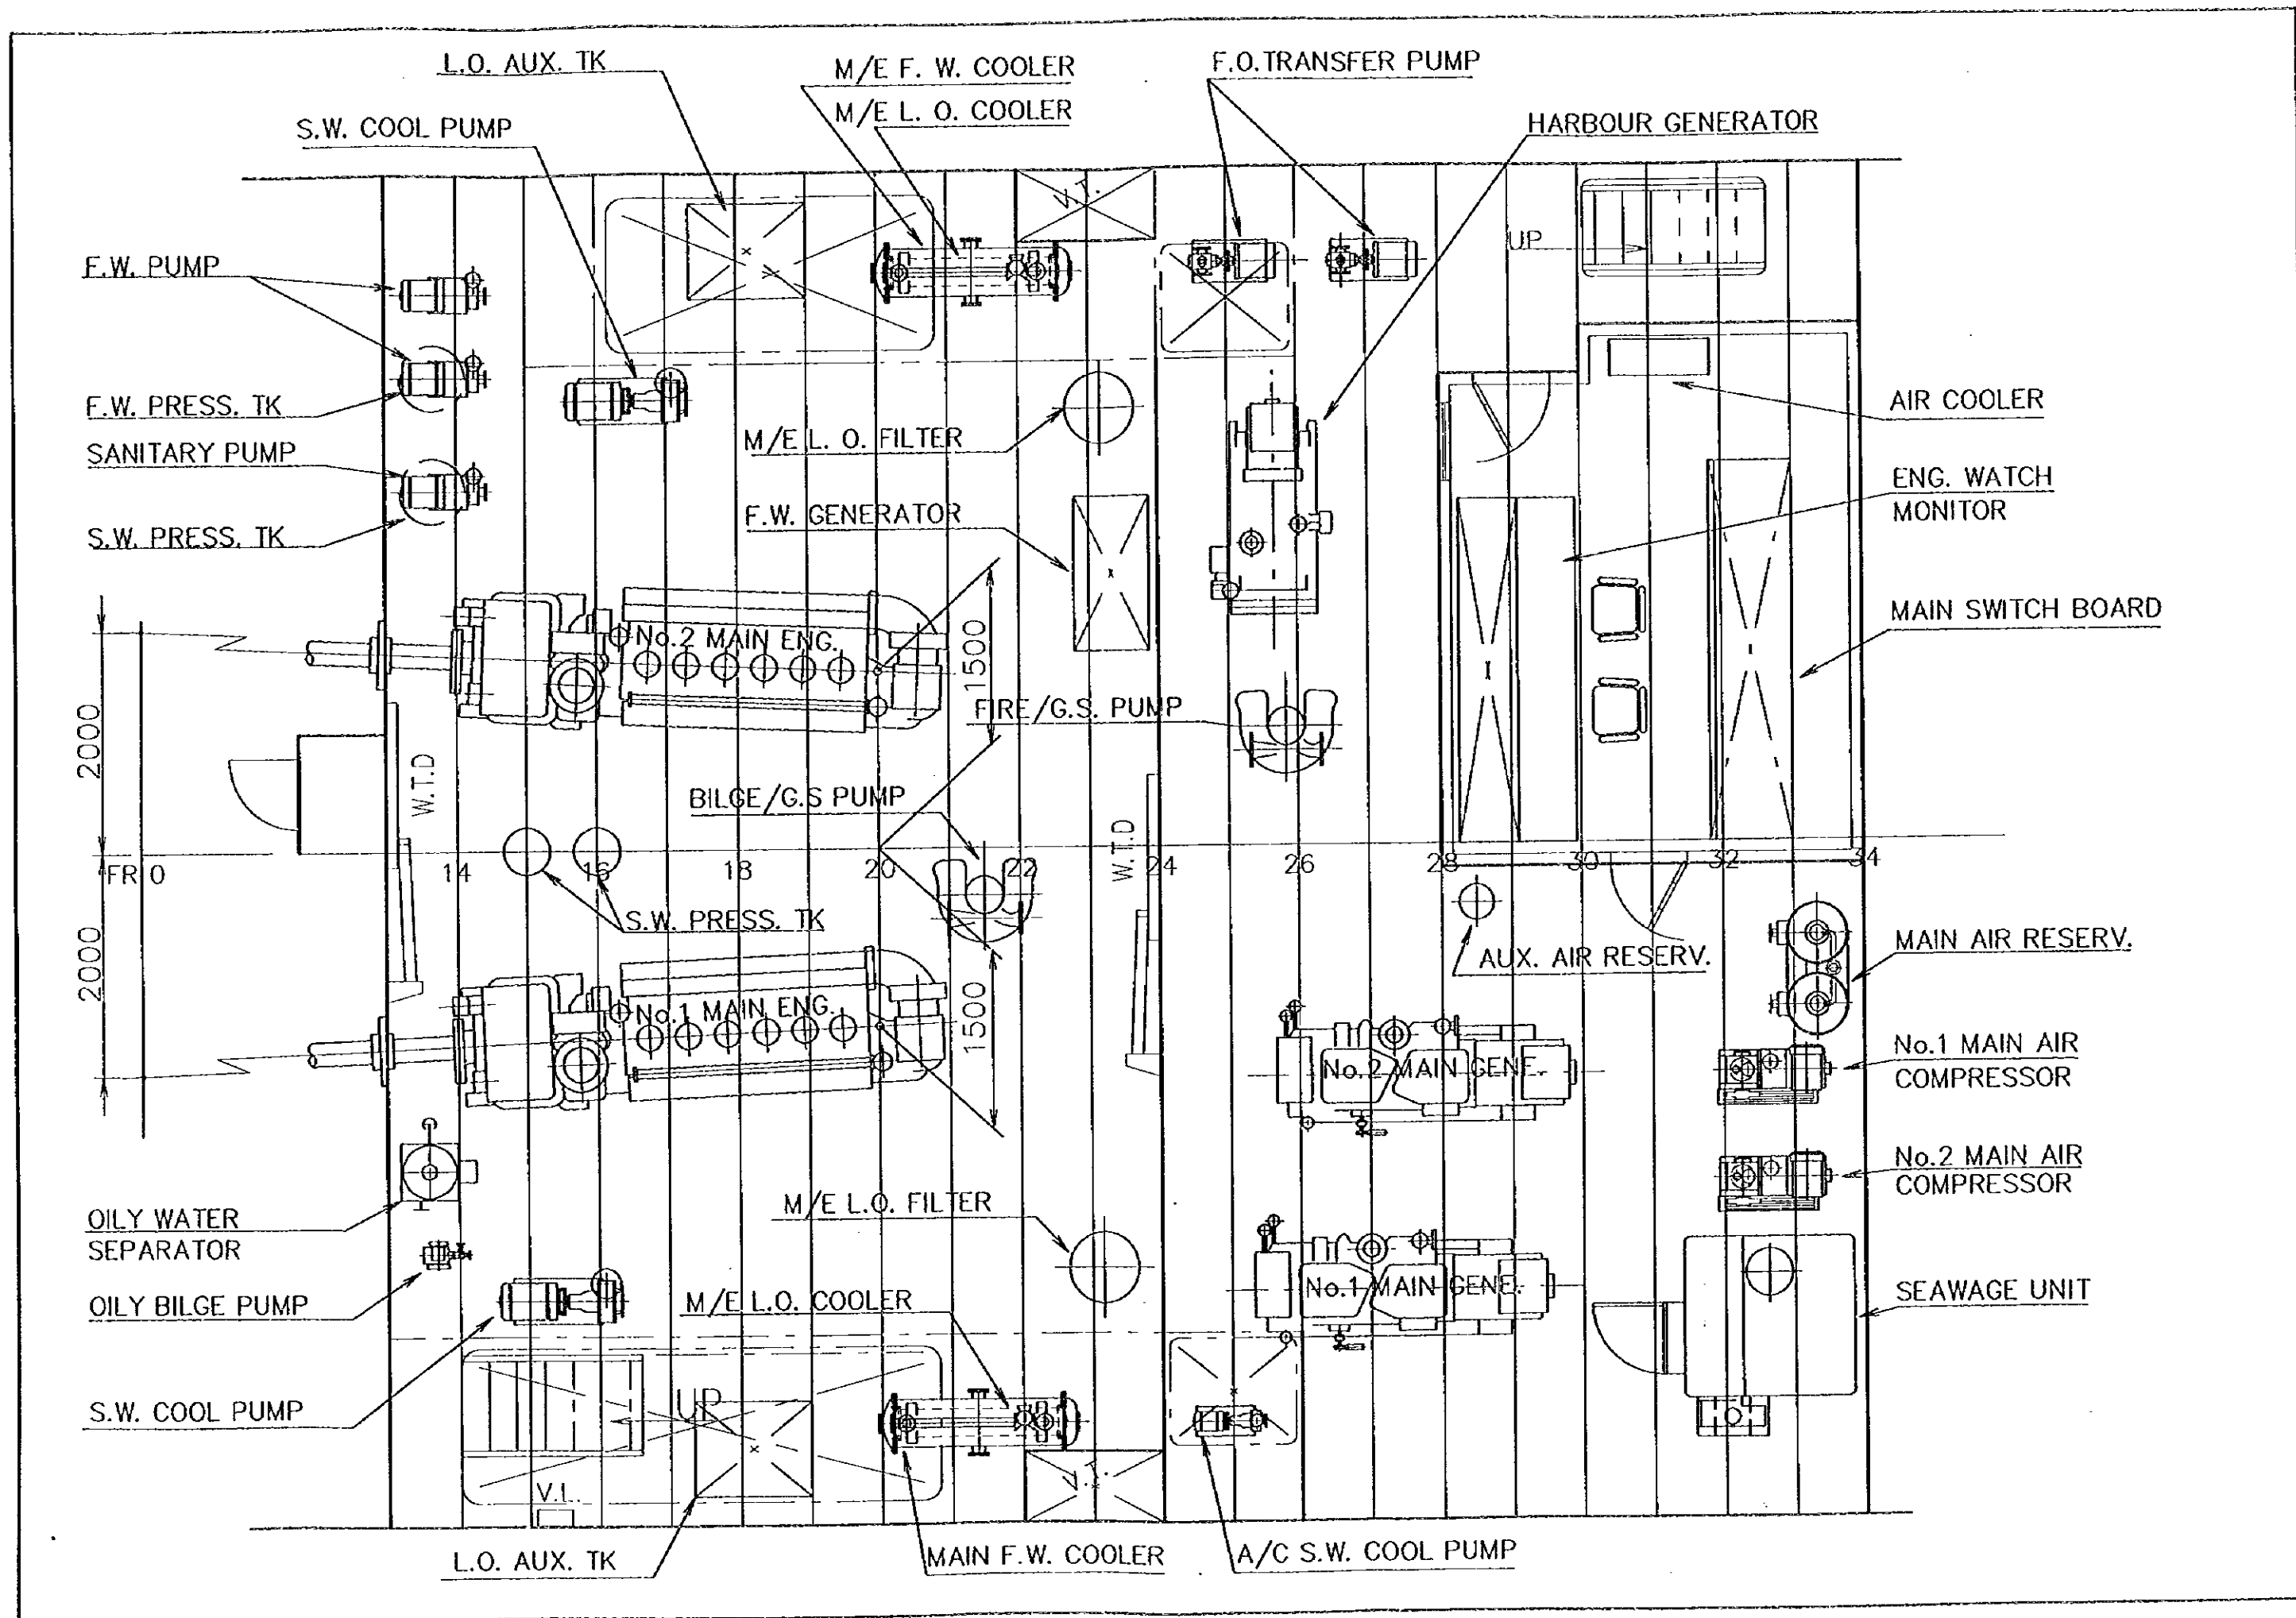 L.O. AUX. TK
M/E F. W. COOLER
M/E L. O. COOLER
F.O.TRANSFER PUMP
S.W. COOL PUMP
HARBOUR GENERATOR
V.T.
UP
F.W. PUMP
F.W. PRESS. TK
AIR COOLER
M/E L. O. FILTER
SANITARY PUMP
ENG. WATCH
MONITOR
F.W. GENERATOR
S.W. PRESS. TK
No.2 MAIN ENG.
1500
MAIN SWITCH BOARD
FIRE/G.S. PUMP
2000
W.T.D
BILGE/G.S PUMP
W.T.D
FR 0 14 16 18 20 22 24 26 28 30 32 34
S.W. PRESS. TK
2000
AUX. AIR RESERV.
MAIN AIR RESERV.
No.1 MAIN ENG.
1500
No.1 MAIN AIR
COMPRESSOR
No.2 MAIN GENE.
No.2 MAIN AIR
COMPRESSOR
M/E L.O. FILTER
OILY WATER
SEPARATOR
OILY BILGE PUMP
M/E L.O. COOLER
No.1 MAIN GENE.
SEAWAGE UNIT
S.W. COOL PUMP
UP
V.T.
V.L.
L.O. AUX. TK
MAIN F.W. COOLER
A/C S.W. COOL PUMP